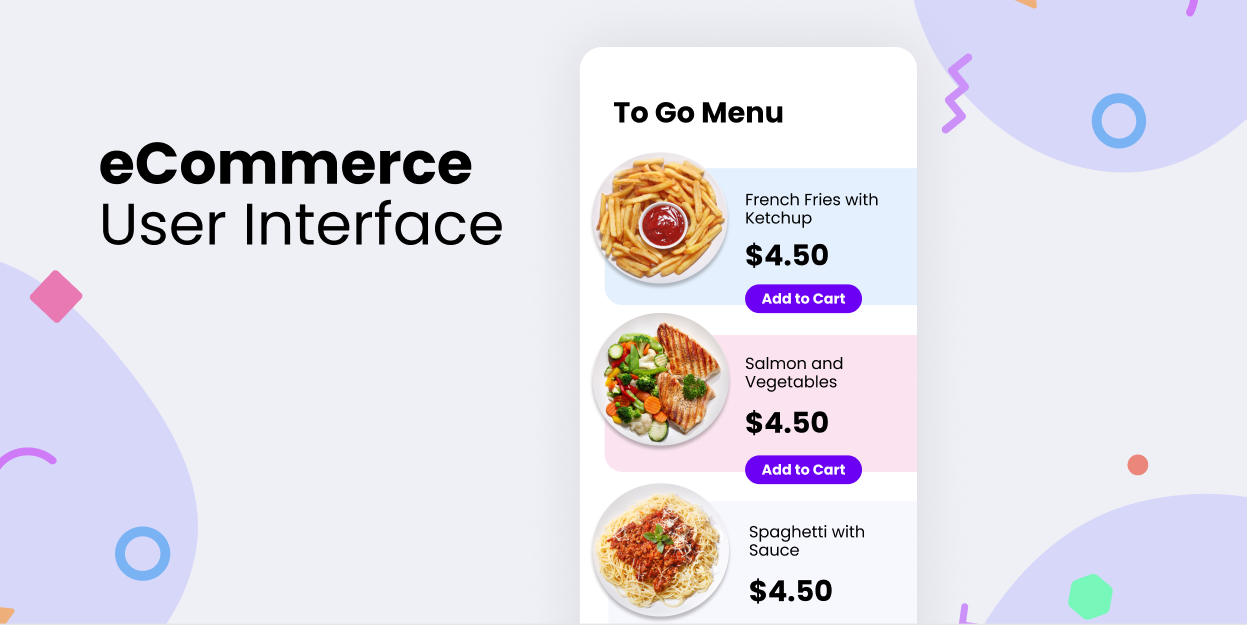 eCommerce
User Interface
To Go Menu
French Fries with
Ketchup
$4.50
Add to Cart
Salmon and
Vegetables
$4.50
Add to Cart
Spaghetti with
Sauce
$4.50